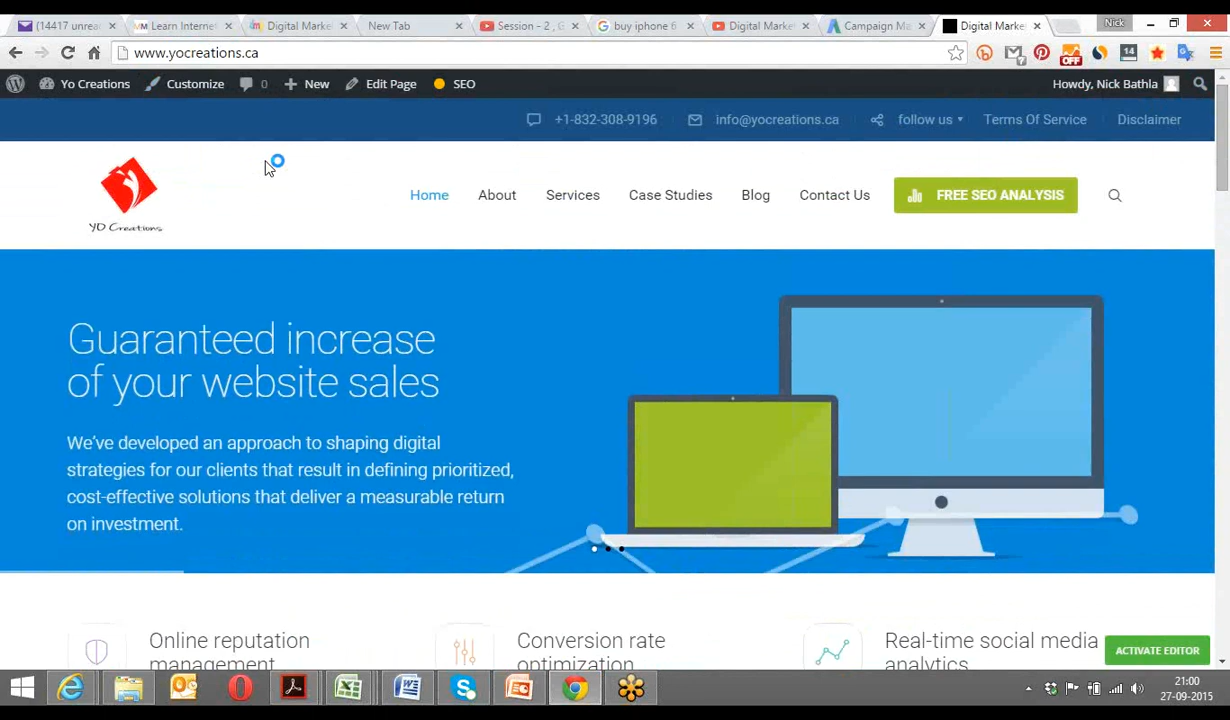 (14417 unrea
Learn Internet
Digital Marke
New Tab
Session - 2 , G
buy iphone 6
Digital Marke
Campaign Ma
Digital Marke
Nick
www.yocreations.ca
14
OFF
Yo Creations
Customize
0
New
Edit Page
SEO
Howdy, Nick Bathla
+1-832-308-9196
info@yocreations.ca
follow us
Terms Of Service
Disclaimer
YO Creations
Home
About
Services
Case Studies
Blog
Contact Us
FREE SEO ANALYSIS
Guaranteed increase
of your website sales
We've developed an approach to shaping digital
strategies for our clients that result in defining prioritized,
cost-effective solutions that deliver a measurable return
on investment.
Online reputation
management
Conversion rate
optimization
Real-time social media
analytics
ACTIVATE EDITOR
21:00
27-09-2015